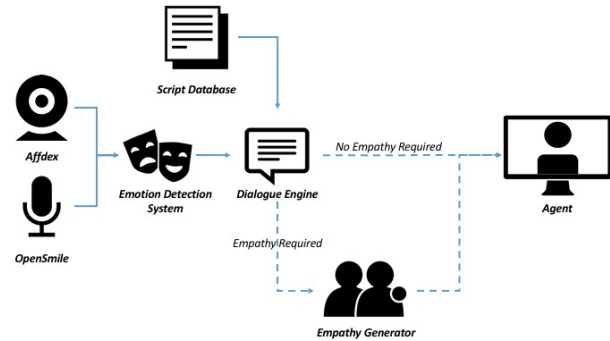 Script Database
Affdex
No Empathy Required
Emotion Detection
System
Dialogue Engine
Agent
Empathy Required
OpenSmile
Empathy Generator